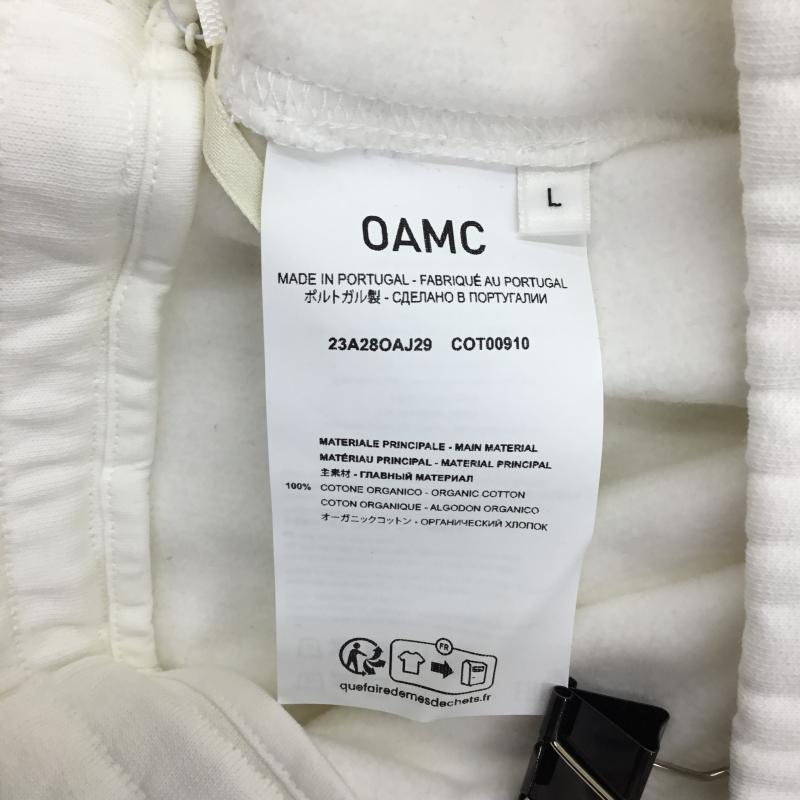 L
OAMC
MADE IN PORTUGAL - FABRIQUÉ AU PORTUGAL
ポルトガル製 - СДЕЛАНО В ПОРТУГАЛИИ
23A28OAJ29 COT00910
MATERIALE PRINCIPALE - MAIN MATERIAL
MATÉRIAU PRINCIPAL - MATERIAL PRINCIPAL
主素材 - ГЛАВНЫЙ МАТЕРИАЛ
100% COTONE ORGANICO - ORGANIC COTTON
COTON ORGANIQUE - ALGODON ORGANICO
オーガニックコットン - ОРГАНИЧЕСКИЙ ХЛОПОК
FR
quefairedemesdechets.fr